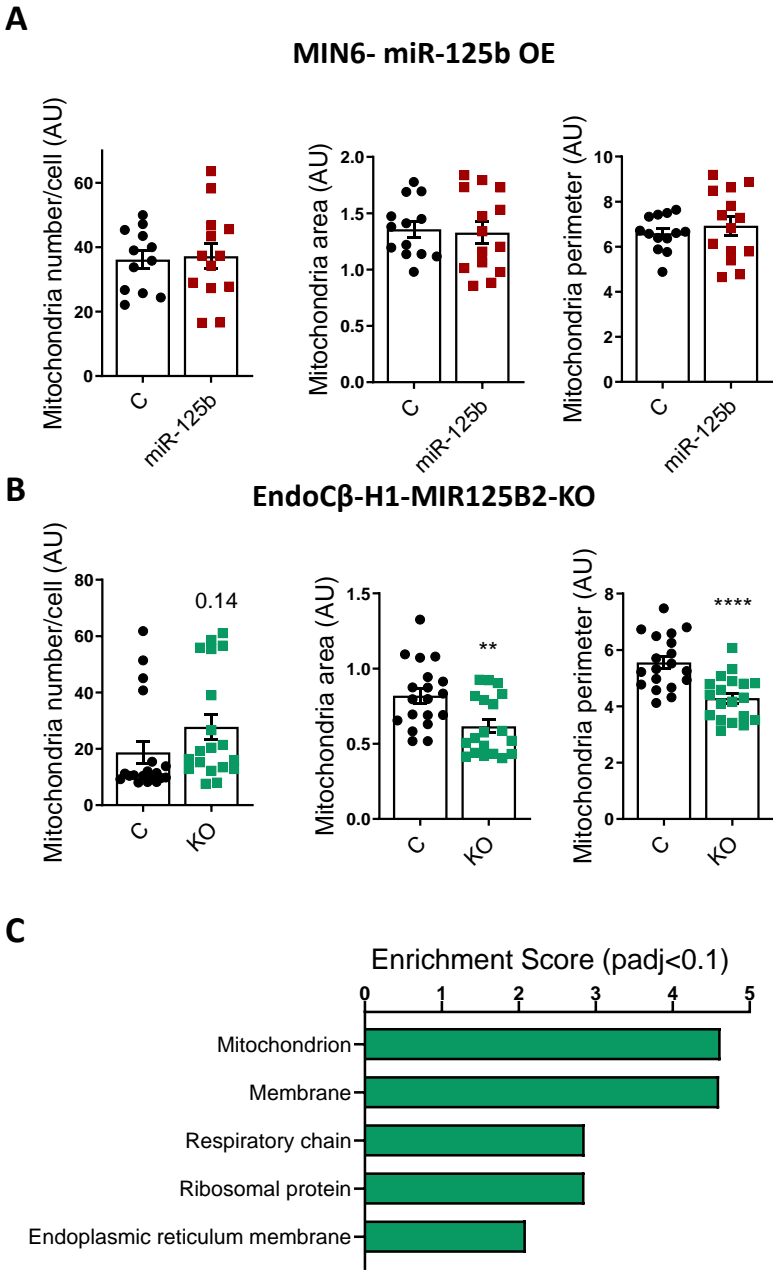 A
MIN6- miR-125b OE
Mitochondria number/cell (AU)
60
40
20
0
C
miR-125b
Mitochondria area (AU)
2.0
1.5
1.0
0.5
0.0
C
miR-125b
Mitochondria perimeter (AU)
10
8
6
4
2
0
C
miR-125b
B
EndoCβ-H1-MIR125B2-KO
Mitochondria number/cell (AU)
80
60
40
20
0
0.14
C
KO
Mitochondria area (AU)
1.5
1.0
0.5
0.0
**
C
KO
Mitochondria perimeter (AU)
8
6
4
2
0
****
C
KO
C
Enrichment Score (padj<0.1)
0 1 2 3 4 5
Mitochondrion
Membrane
Respiratory chain
Ribosomal protein
Endoplasmic reticulum membrane